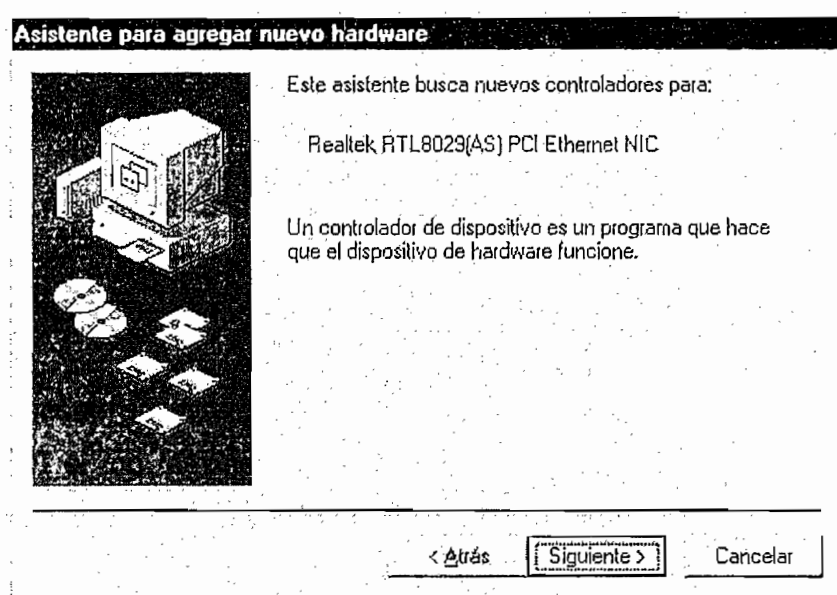 Asistente para agregar nuevo hardware
Este asistente busca nuevos controladores para:
Realtek RTL8029(AS) PCI Ethernet NIC
Un controlador de dispositivo es un programa que hace
que el dispositivo de hardware funcione.
< Atrás
Siguiente >
Cancelar